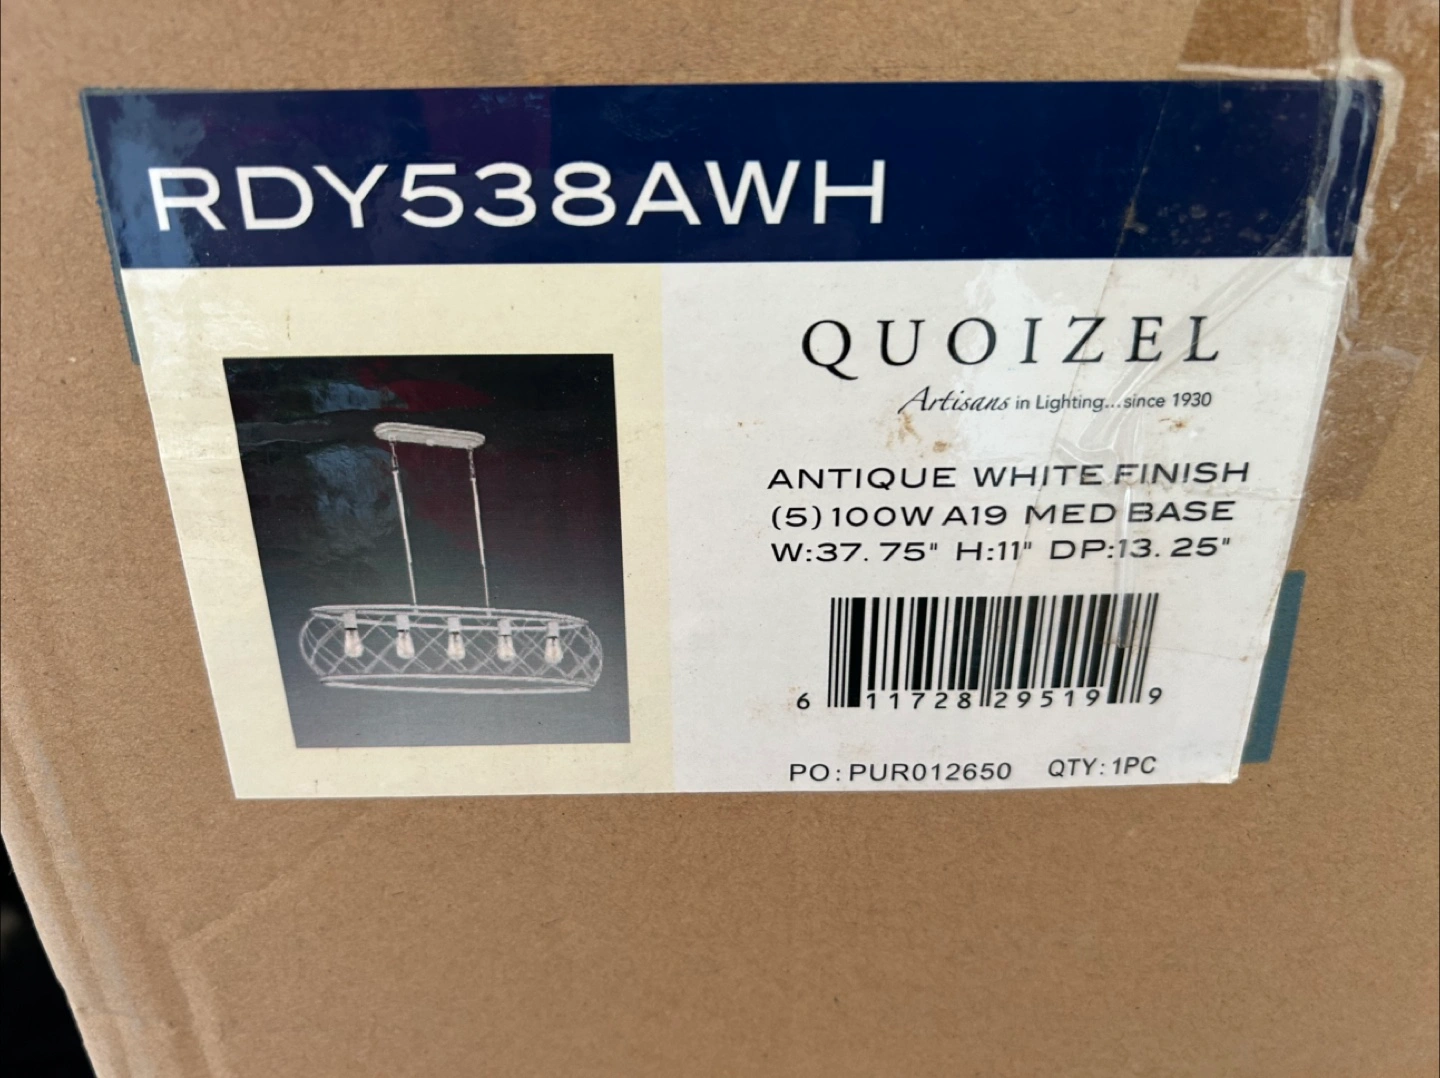 RDY538AWH
QUOIZEL
Artisans in Lighting...since 1930
ANTIQUE WHITE FINISH
(5) 100W A19 MED BASE
W:37.75" H:11" DP:13.25"
6 11728 29519 9
PO: PUR012650 QTY: 1PC